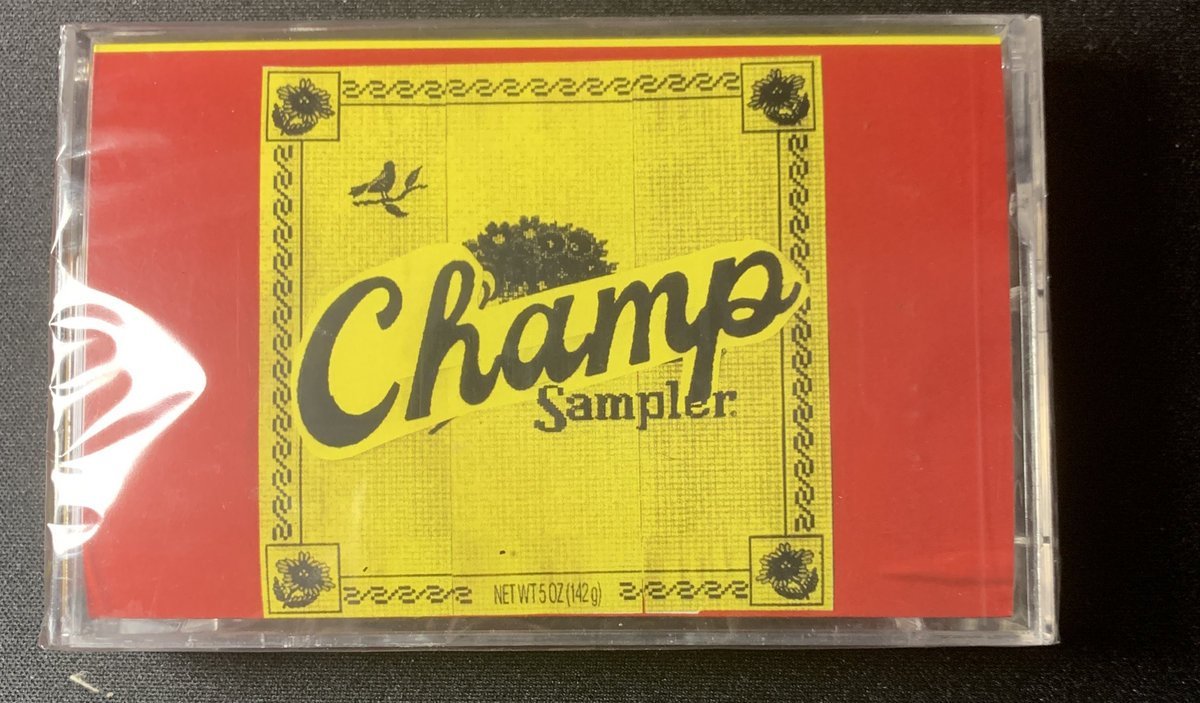 Champ
Sampler.
NET WT 5 OZ (142 g)